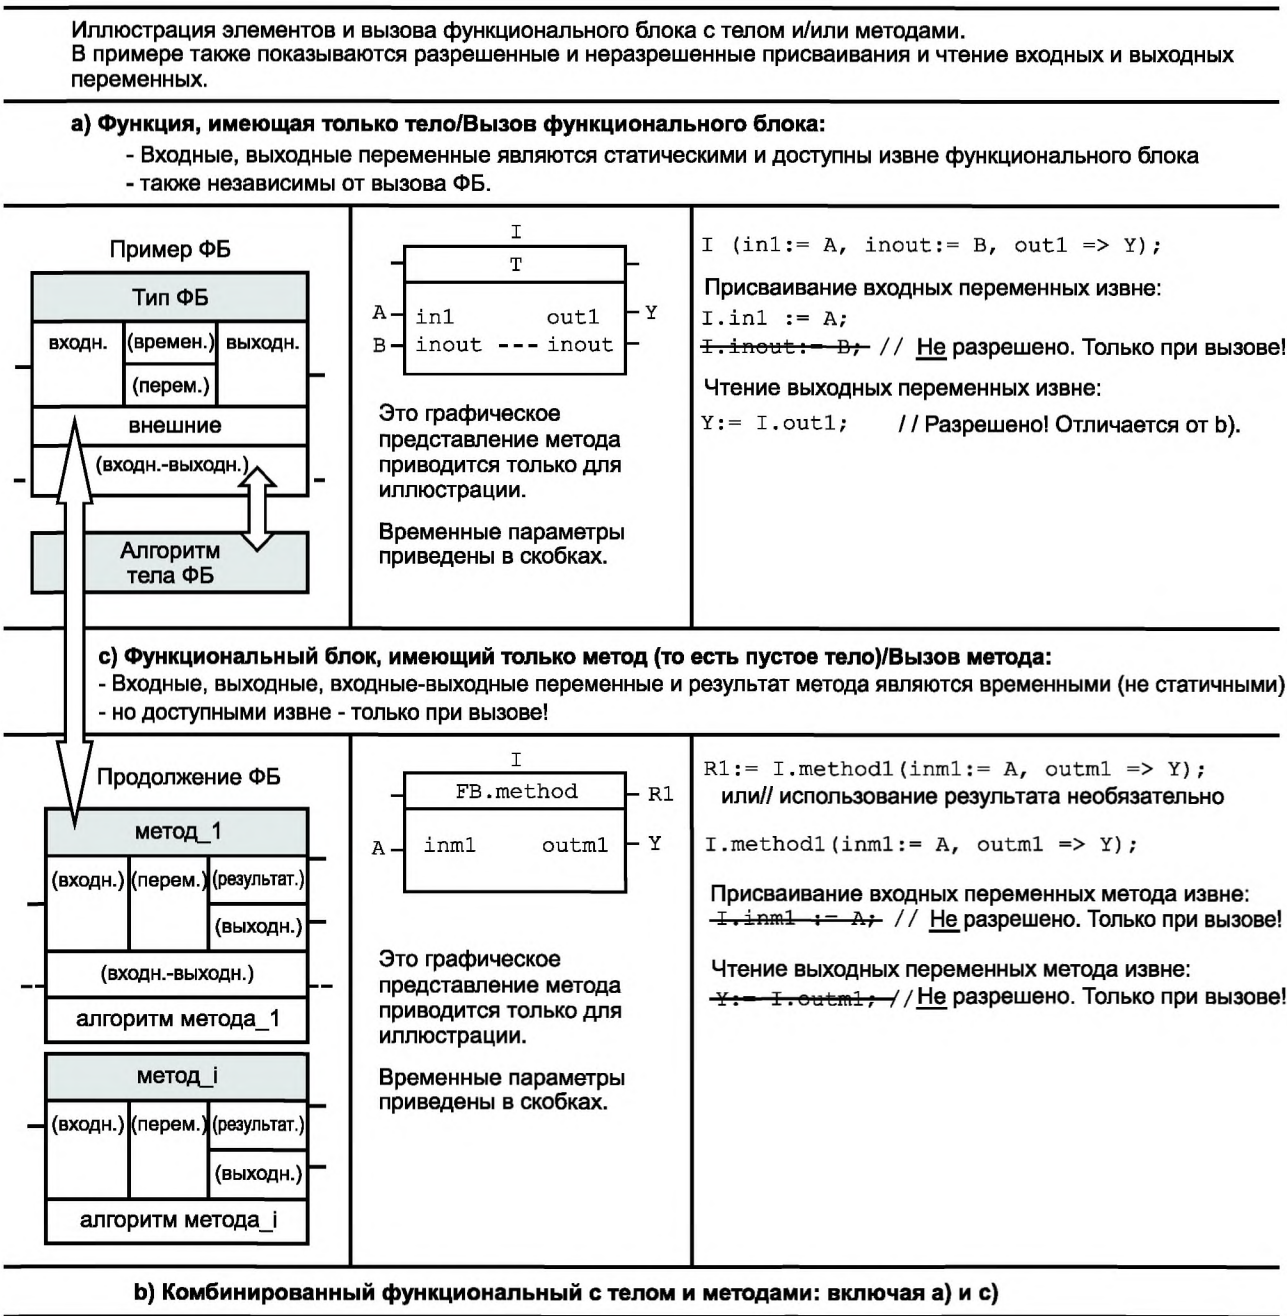 Иллюстрация элементов и вызова функционального блока с телом и/или методами.
В примере также показываются разрешенные и неразрешенные присваивания и чтение входных и выходных
переменных.
а) Функция, имеющая только тело/Вызов функционального блока:
- Входные, выходные переменные являются статическими и доступны извне функционального блока
- также независимы от вызова ФБ.
Пример ФБ
Тип ФБ
входн.
(времен.)
выходн.
(перем.)
внешние
(входн.-выходн.)
Алгоритм
тела ФБ
I
T
A
in1
out1
Y
B
inout --- inout
Это графическое
представление метода
приводится только для
иллюстрации.
Временные параметры
приведены в скобках.
I (in1:= A, inout:= B, out1 => Y);
Присваивание входных переменных извне:
I.in1 := A;
I.inout:= B; // Не разрешено. Только при вызове!
Чтение выходных переменных извне:
Y:= I.out1; // Разрешено! Отличается от b).
с) Функциональный блок, имеющий только метод (то есть пустое тело)/Вызов метода:
- Входные, выходные, входные-выходные переменные и результат метода являются временными (не статичными)
- но доступными извне - только при вызове!
Продолжение ФБ
метод_1
(входн.)
(перем.)
(результат.)
(выходн.)
(входн.-выходн.)
алгоритм метода_1
метод_i
(входн.)
(перем.)
(результат.)
(выходн.)
алгоритм метода_i
I
FB.method
R1
A
inm1
outm1
Y
Это графическое
представление метода
приводится только для
иллюстрации.
Временные параметры
приведены в скобках.
R1:= I.method1(inm1:= A, outm1 => Y);
или// использование результата необязательно
I.method1(inm1:= A, outm1 => Y);
Присваивание входных переменных метода извне:
I.inm1 := A; // Не разрешено. Только при вызове!
Чтение выходных переменных метода извне:
Y:= I.outm1; //Не разрешено. Только при вызове!
b) Комбинированный функциональный с телом и методами: включая а) и с)